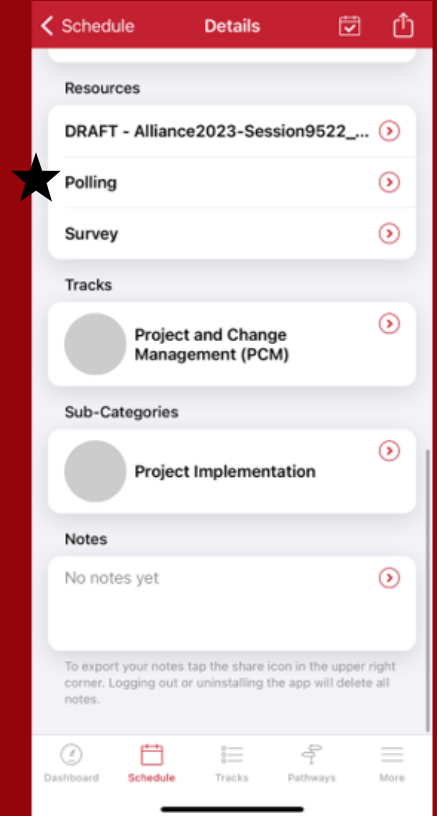 Schedule
Details
Resources
DRAFT - Alliance2023-Session9522_...
Polling
Survey
Tracks
Project and Change
Management (PCM)
Sub-Categories
Project Implementation
Notes
No notes yet
To export your notes tap the share icon in the upper right
corner. Logging out or uninstalling the app will delete all
notes.
Dashboard
Schedule
Tracks
Pathways
More